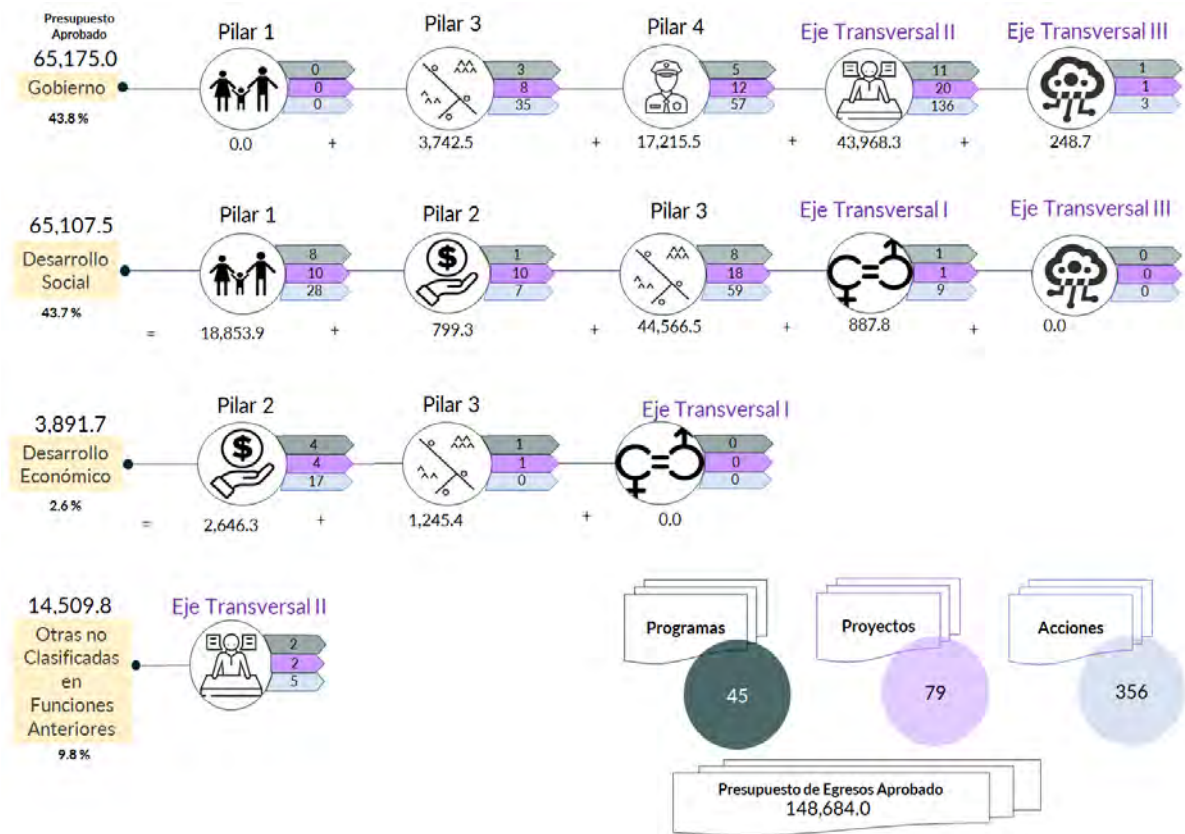 Presupuesto
Aprobado
65,175.0
Gobierno
43.8 %
Pilar 1
0
0
0
0.0
+
Pilar 3
3
8
35
3,742.5
+
Pilar 4
5
12
57
17,215.5
+
Eje Transversal II
11
20
136
43,968.3
+
Eje Transversal III
1
1
3
248.7
65,107.5
Desarrollo
Social
43.7 %
=
Pilar 1
8
10
28
18,853.9
+
Pilar 2
$
1
10
7
799.3
+
Pilar 3
8
18
59
44,566.5
+
Eje Transversal I
1
1
9
887.8
+
Eje Transversal III
0
0
0
0.0
3,891.7
Desarrollo
Económico
2.6 %
=
Pilar 2
$
4
4
17
2,646.3
+
Pilar 3
1
1
0
1,245.4
+
Eje Transversal I
0
0
0
0.0
14,509.8
Otras no
Clasificadas
en
Funciones
Anteriores
9.8 %
Eje Transversal II
2
2
5
Programas
45
Proyectos
79
Acciones
356
Presupuesto de Egresos Aprobado
148,684.0